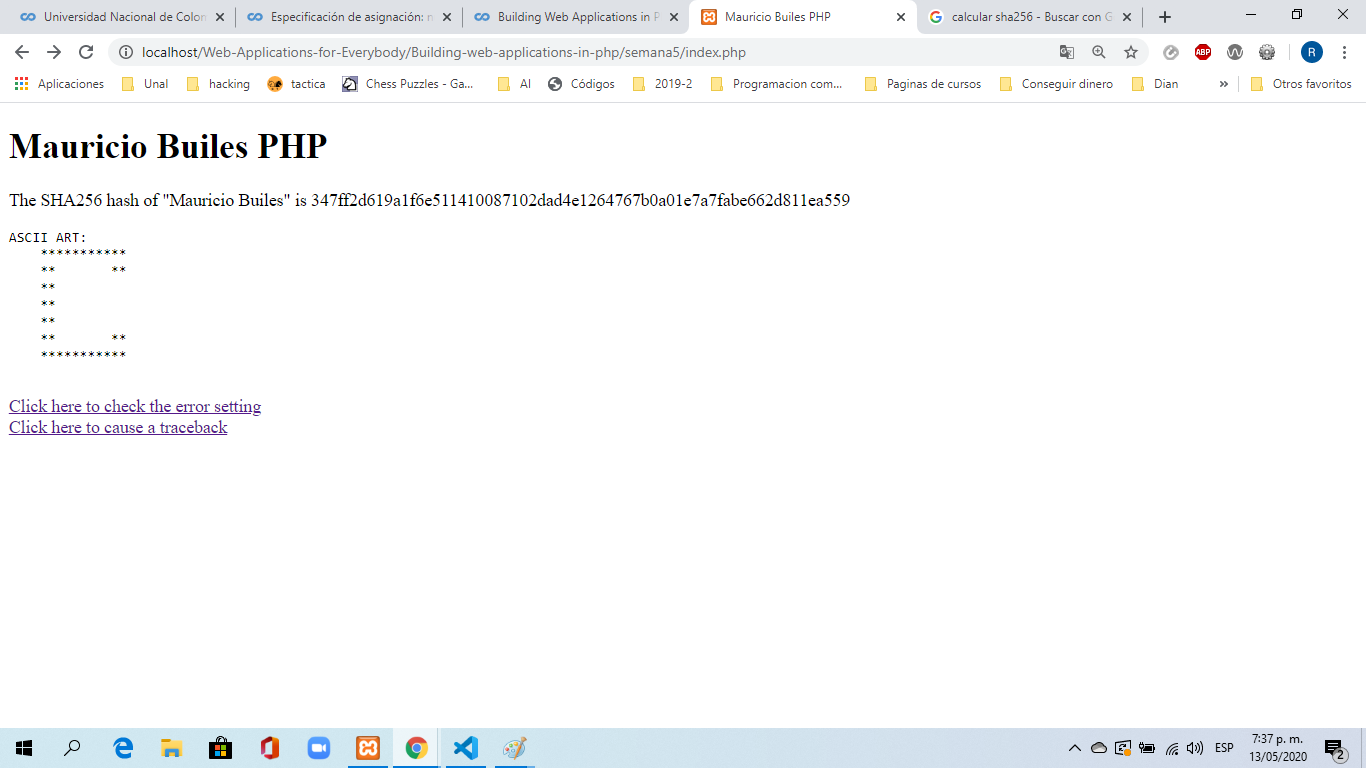 Universidad Nacional de Colon
Especificación de asignación: n
Building Web Applications in P
Mauricio Builes PHP
calcular sha256 - Buscar con G
localhost/Web-Applications-for-Everybody/Building-web-applications-in-php/semana5/index.php
ABP
R
Aplicaciones
Unal
hacking
tactica
Chess Puzzles - Ga...
AI
Códigos
2019-2
Programacion com...
Paginas de cursos
Conseguir dinero
Dian
»
Otros favoritos
Mauricio Builes PHP
The SHA256 hash of "Mauricio Builes" is 347ff2d619a1f6e511410087102dad4e1264767b0a01e7a7fabe662d811ea559
ASCII ART:
    ***********
    **       **
    **
    **
    **
    **       **
    ***********
Click here to check the error setting
Click here to cause a traceback
ESP
7:37 p. m.
13/05/2020
2